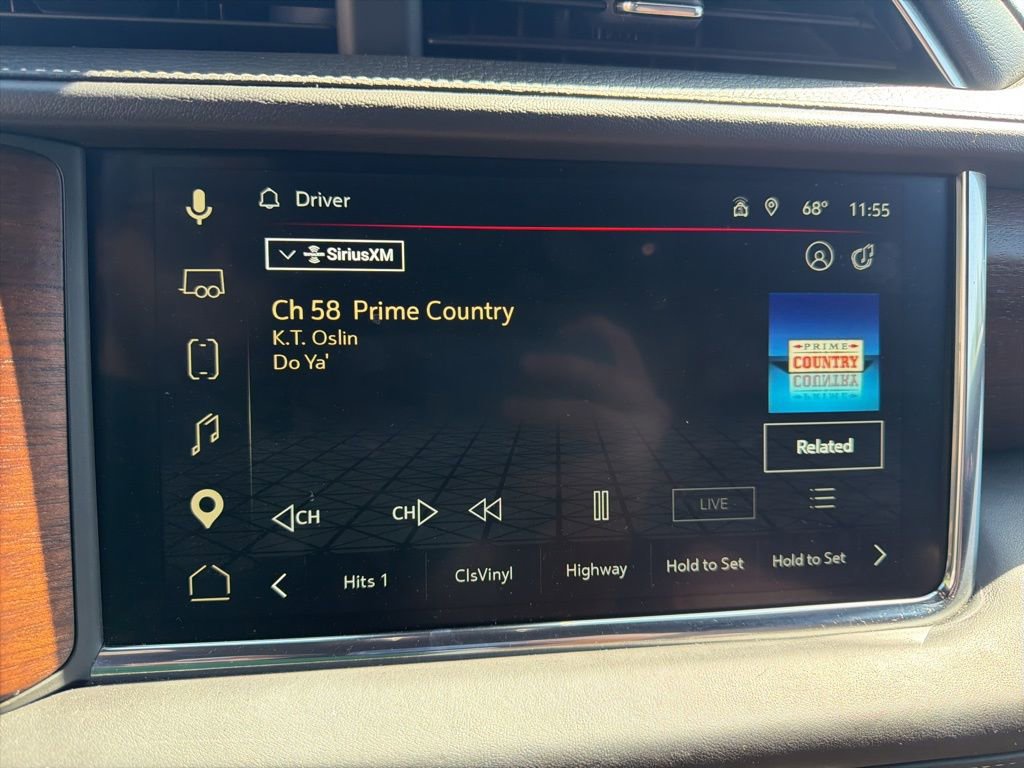 Driver
68° 11:55
SiriusXM
Ch 58 Prime Country
K.T. Oslin
Do Ya'
PRIME
COUNTRY
COUNTRY
Related
CH
CH
LIVE
Hits 1
ClsVinyl
Highway
Hold to Set
Hold to Set